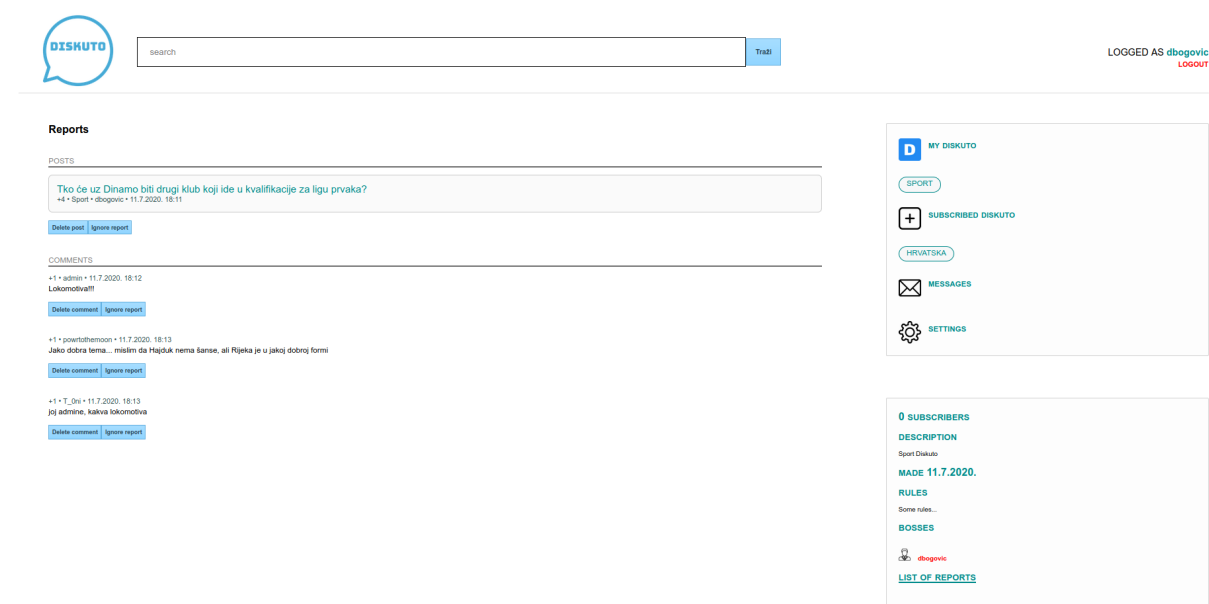 DISKUTO
search
Traži
LOGGED AS dbogovic
LOGOUT
Reports
POSTS
Tko će uz Dinamo biti drugi klub koji ide u kvalifikacije za ligu prvaka?
+4 • Sport • dbogovic • 11.7.2020. 18:11
Delete post Ignore report
COMMENTS
+1 • admin • 11.7.2020. 18:12
Lokomotiva!!!
Delete comment Ignore report
+1 • powrtothemoon • 11.7.2020. 18:13
Jako dobra tema... mislim da Hajduk nema šanse, ali Rijeka je u jakoj dobroj formi
Delete comment Ignore report
+1 • T_0ni • 11.7.2020. 18:13
joj admine, kakva lokomotiva
Delete comment Ignore report
D MY DISKUTO
SPORT
SUBSCRIBED DISKUTO
HRVATSKA
MESSAGES
SETTINGS
0 SUBSCRIBERS
DESCRIPTION
Sport Diskuto
MADE 11.7.2020.
RULES
Some rules...
BOSSES
dbogovic
LIST OF REPORTS